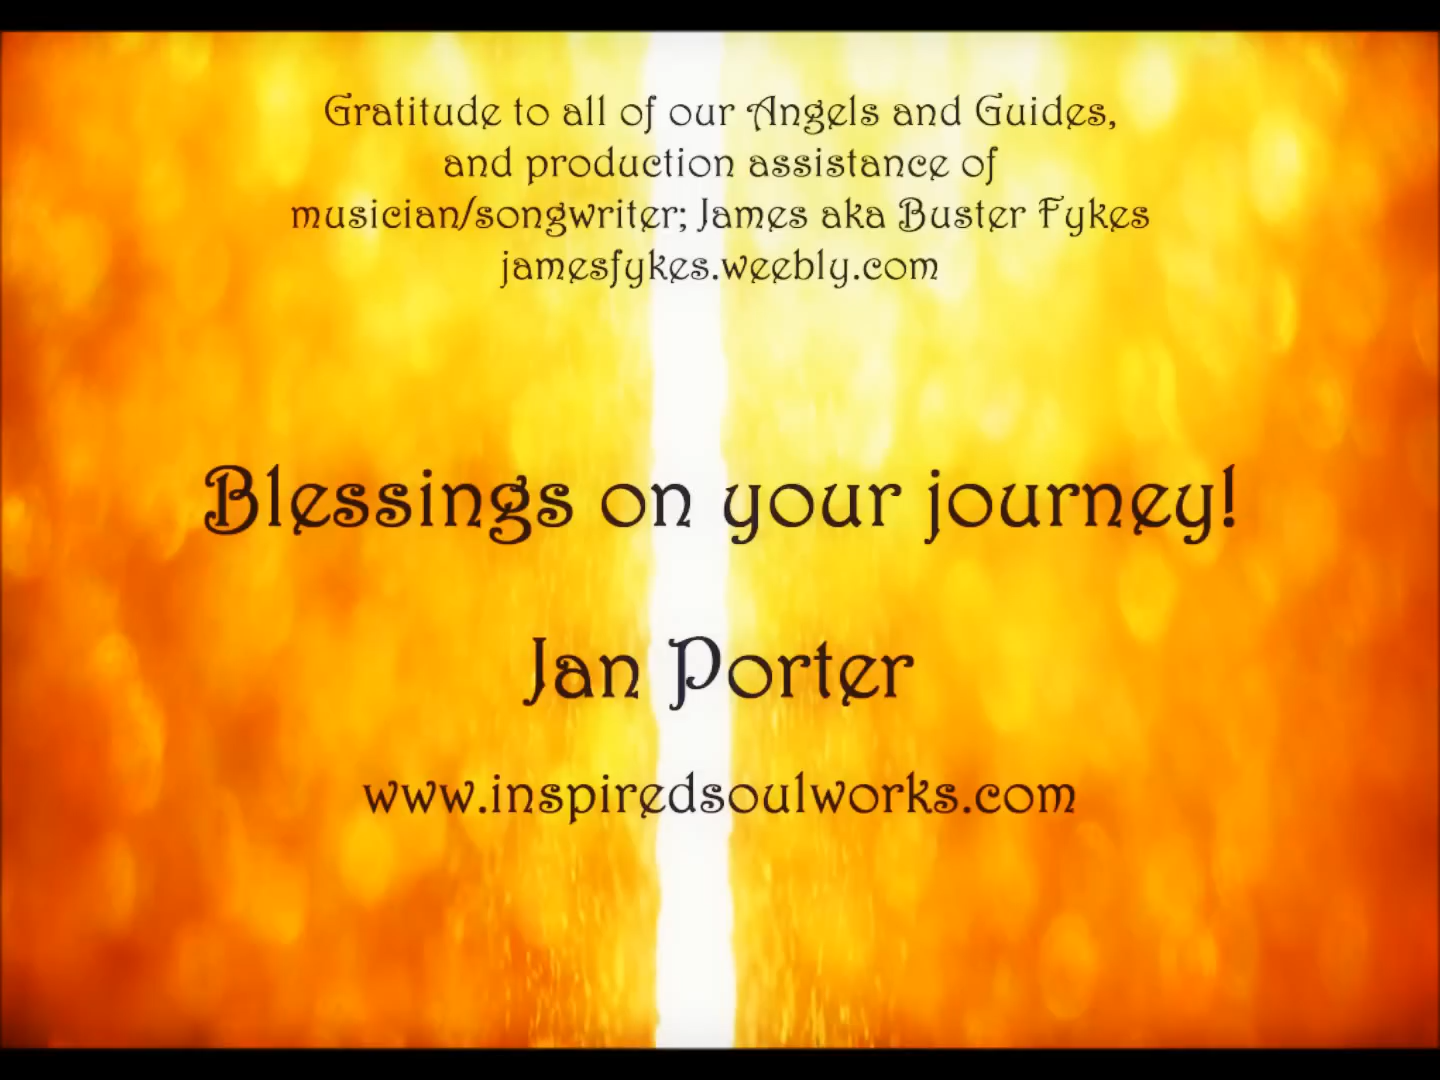 Gratitude to all of our Angels and Guides,
and production assistance of
musician/songwriter; James aka Buster Fykes
jamesfykes.weebly.com
Blessings on your journey!
Jan Porter
www.inspiredsoulworks.com